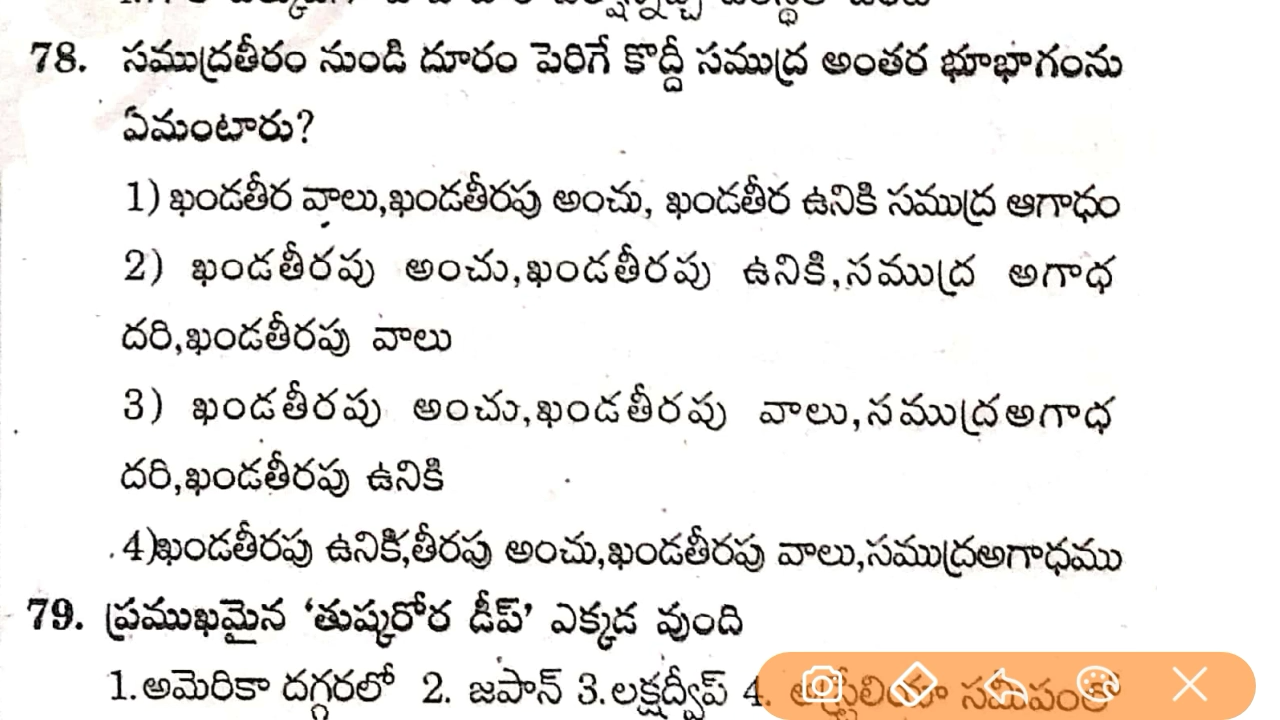 78. సముద్రతీరం నుండి దూరం పెరిగే కొద్దీ సముద్ర అంతర భూభాగంను
ఏమంటారు?
1) ఖండతీర వాలు,ఖండతీరపు అంచు, ఖండతీర ఉనికి సముద్ర ఆగాధం
2) ఖండతీరపు అంచు,ఖండతీరపు ఉనికి,సముద్ర అగాధ
దరి,ఖండతీరపు వాలు
3) ఖండతీరపు అంచు,ఖండతీరపు వాలు,సముద్రఅగాధ
దరి,ఖండతీరపు ఉనికి
4)ఖండతీరపు ఉనికి,తీరపు అంచు,ఖండతీరపు వాలు,సముద్రఅగాధము
79. ప్రముఖమైన ‘తుష్కరోర డీప్’ ఎక్కడ వుంది
1.అమెరికా దగ్గరలో 2. జపాన్ 3.లక్షద్వీప్ 4. ఆస్ట్రేలియా సమీపంలో